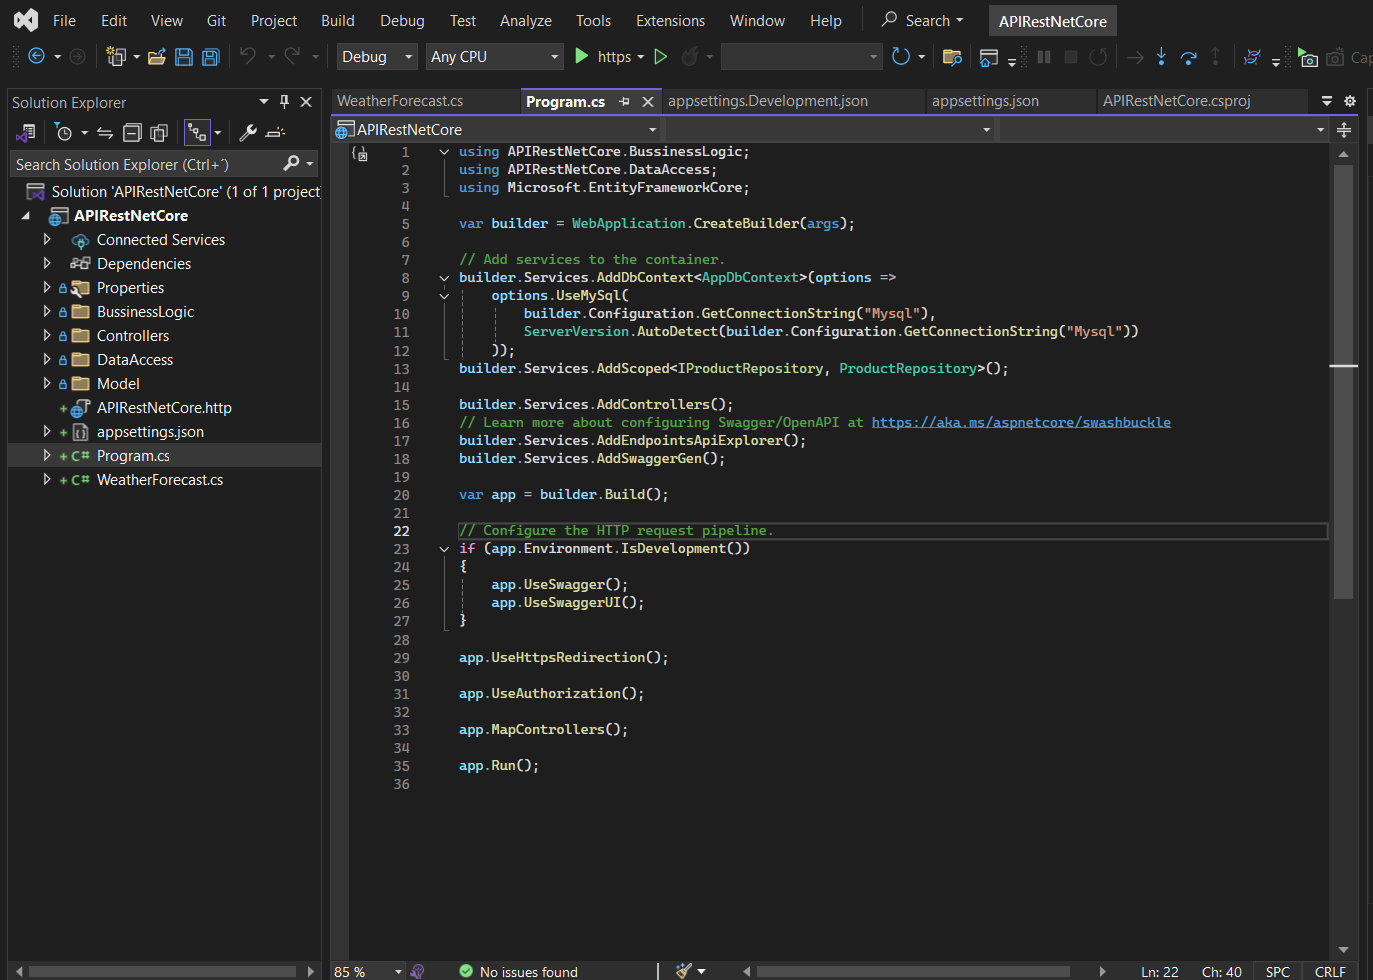 File Edit View Git Project Build Debug Test Analyze Tools Extensions Window Help Search APIRestNetCore
Debug Any CPU https Cap
Solution Explorer
Search Solution Explorer (Ctrl+´)
Solution 'APIRestNetCore' (1 of 1 project
APIRestNetCore
Connected Services
Dependencies
Properties
BussinessLogic
Controllers
DataAccess
Model
APIRestNetCore.http
appsettings.json
C# Program.cs
C# WeatherForecast.cs
WeatherForecast.cs Program.cs appsettings.Development.json appsettings.json APIRestNetCore.csproj
APIRestNetCore
1 using APIRestNetCore.BussinessLogic;
2 using APIRestNetCore.DataAccess;
3 using Microsoft.EntityFrameworkCore;
4
5 var builder = WebApplication.CreateBuilder(args);
6
7 // Add services to the container.
8 builder.Services.AddDbContext<AppDbContext>(options =>
9 options.UseMySql(
10 builder.Configuration.GetConnectionString("Mysql"),
11 ServerVersion.AutoDetect(builder.Configuration.GetConnectionString("Mysql"))
12 ));
13 builder.Services.AddScoped<IProductRepository, ProductRepository>();
14
15 builder.Services.AddControllers();
16 // Learn more about configuring Swagger/OpenAPI at https://aka.ms/aspnetcore/swashbuckle
17 builder.Services.AddEndpointsApiExplorer();
18 builder.Services.AddSwaggerGen();
19
20 var app = builder.Build();
21
22 // Configure the HTTP request pipeline.
23 if (app.Environment.IsDevelopment())
24 {
25 app.UseSwagger();
26 app.UseSwaggerUI();
27 }
28
29 app.UseHttpsRedirection();
30
31 app.UseAuthorization();
32
33 app.MapControllers();
34
35 app.Run();
36
85 % No issues found Ln: 22 Ch: 40 SPC CRLF